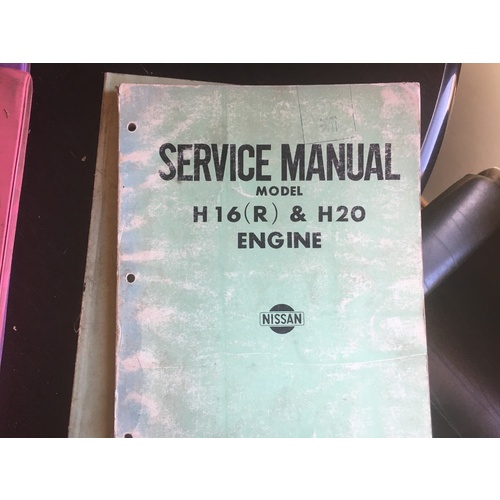 SERVICE MANUAL
MODEL
H16(R) & H20
ENGINE
NISSAN